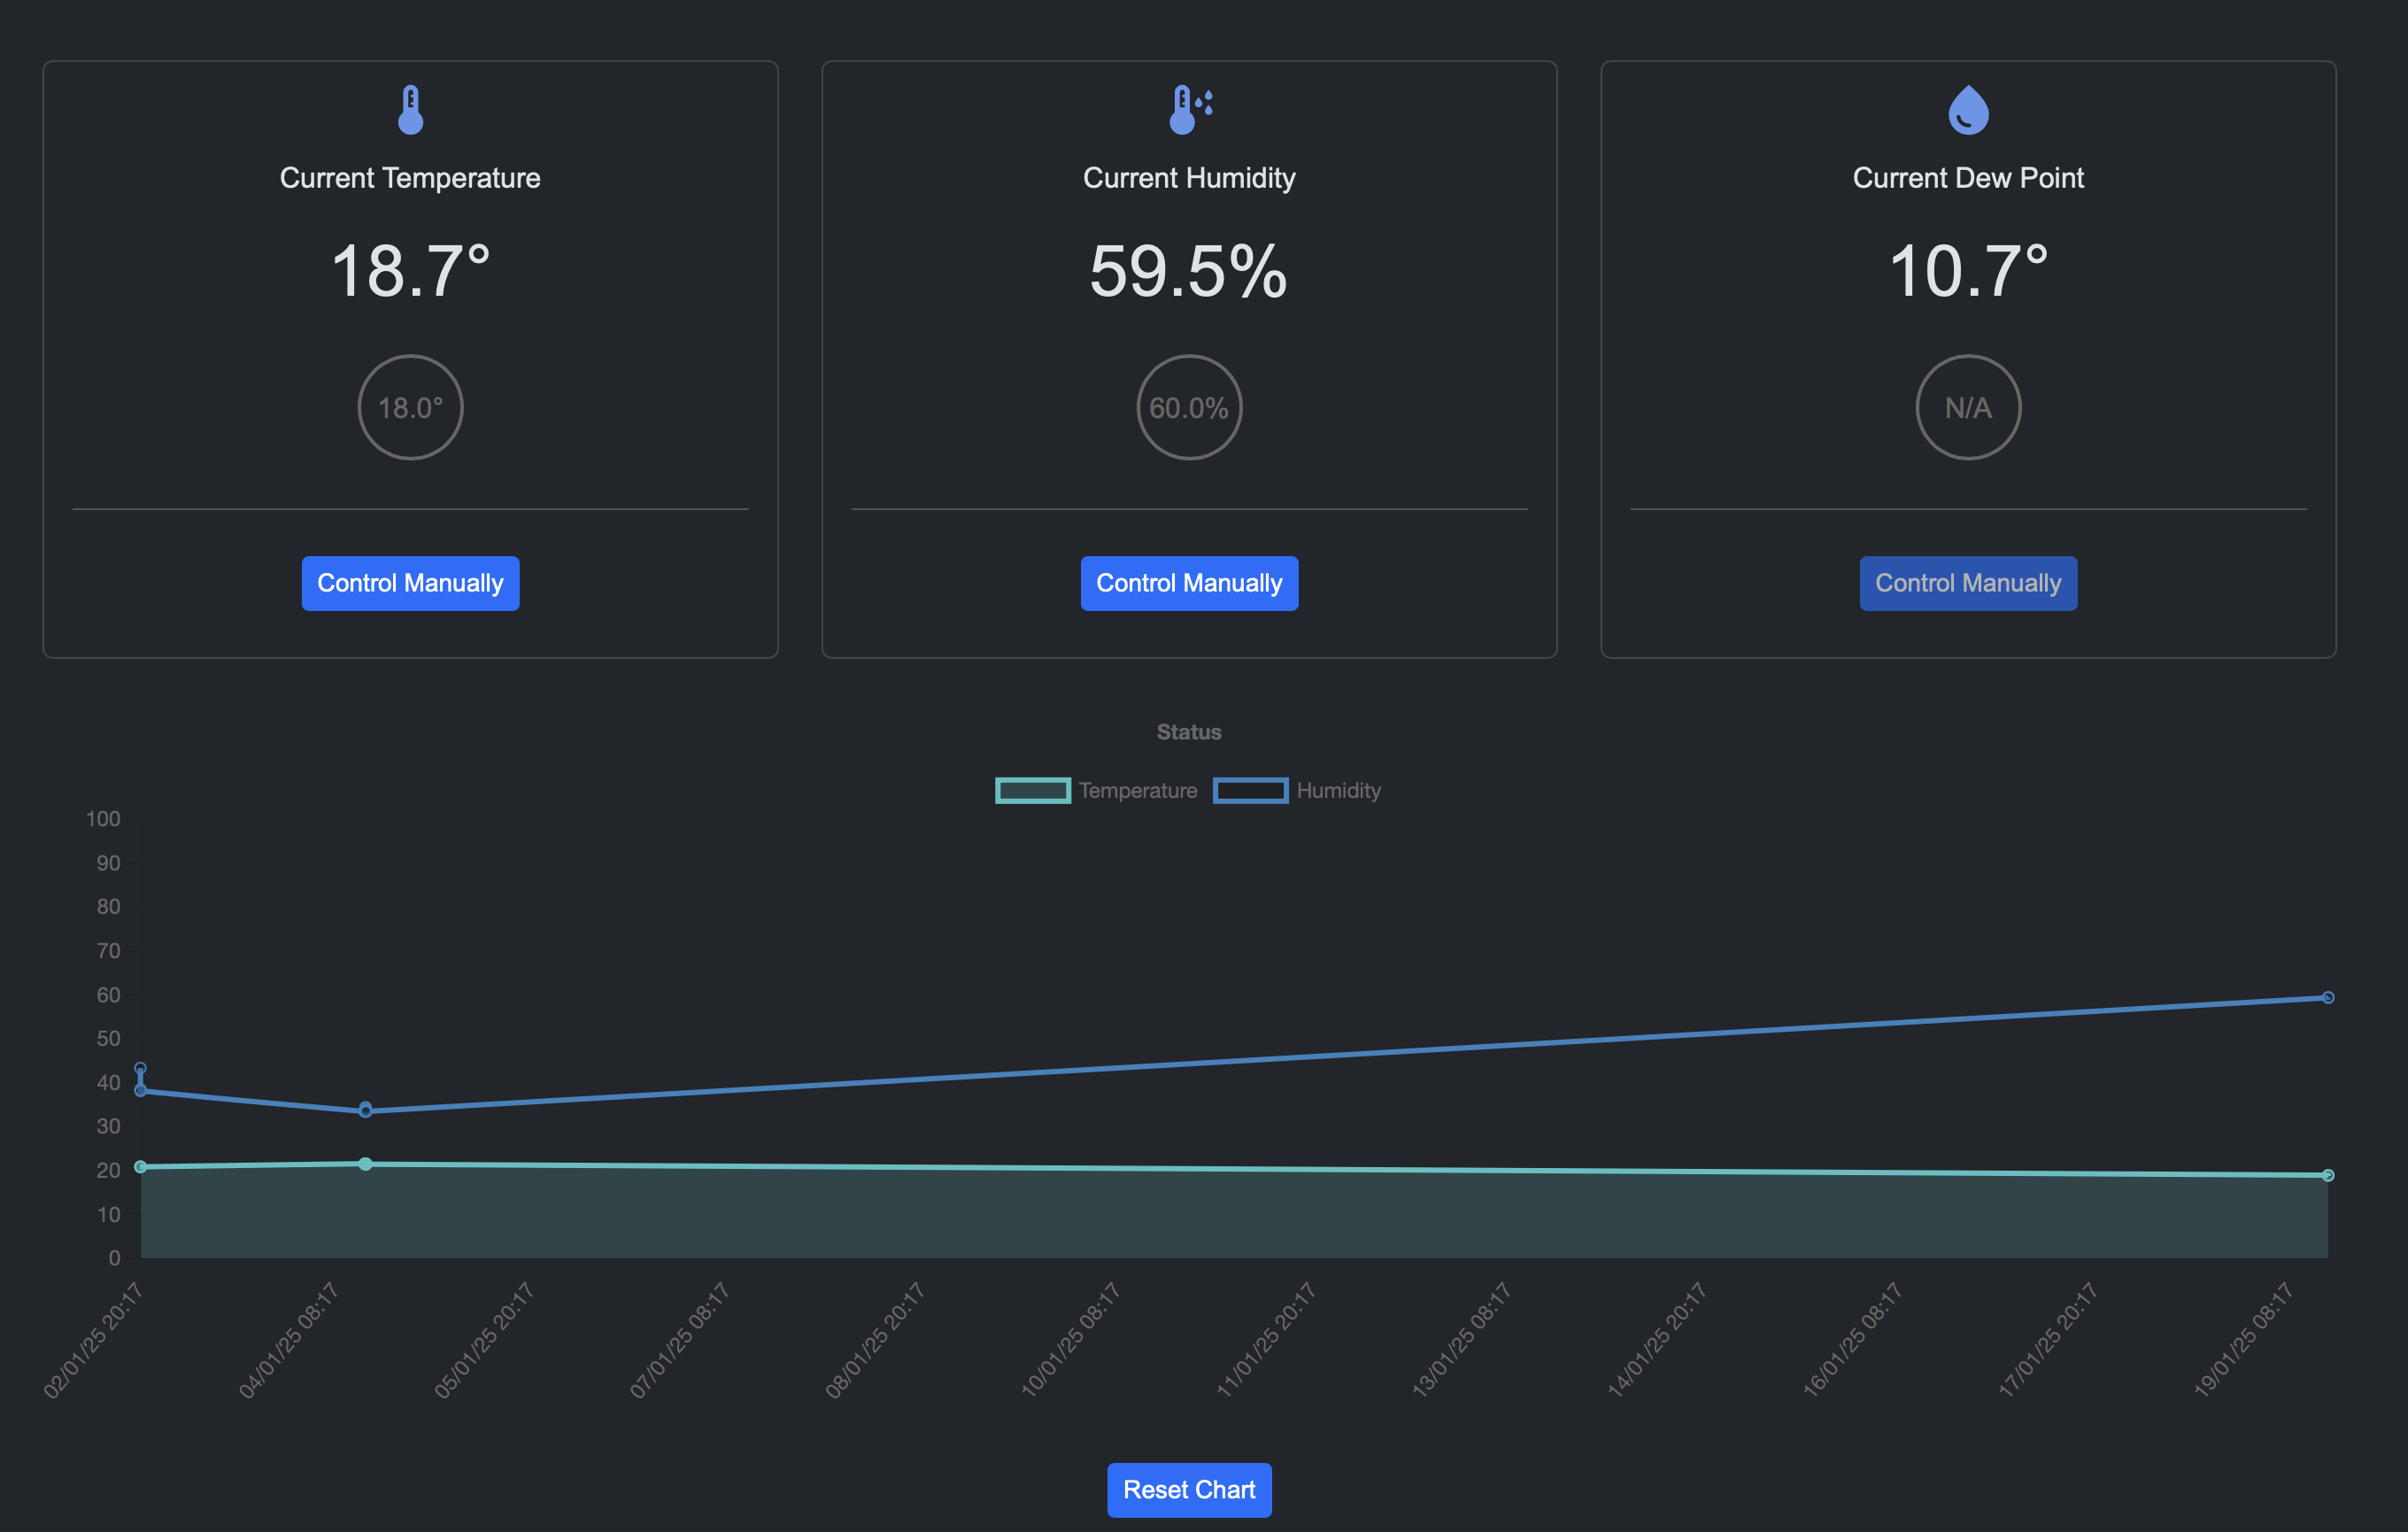 Current Temperature
18.7°
18.0°
Control Manually
Current Humidity
59.5%
60.0%
Control Manually
Current Dew Point
10.7°
N/A
Control Manually
Status
Temperature
Humidity
100
90
80
70
60
50
40
30
20
10
0
02/01/25 20:17
04/01/25 08:17
05/01/25 20:17
07/01/25 08:17
08/01/25 20:17
10/01/25 08:17
11/01/25 20:17
13/01/25 08:17
14/01/25 20:17
16/01/25 08:17
17/01/25 20:17
19/01/25 08:17
Reset Chart